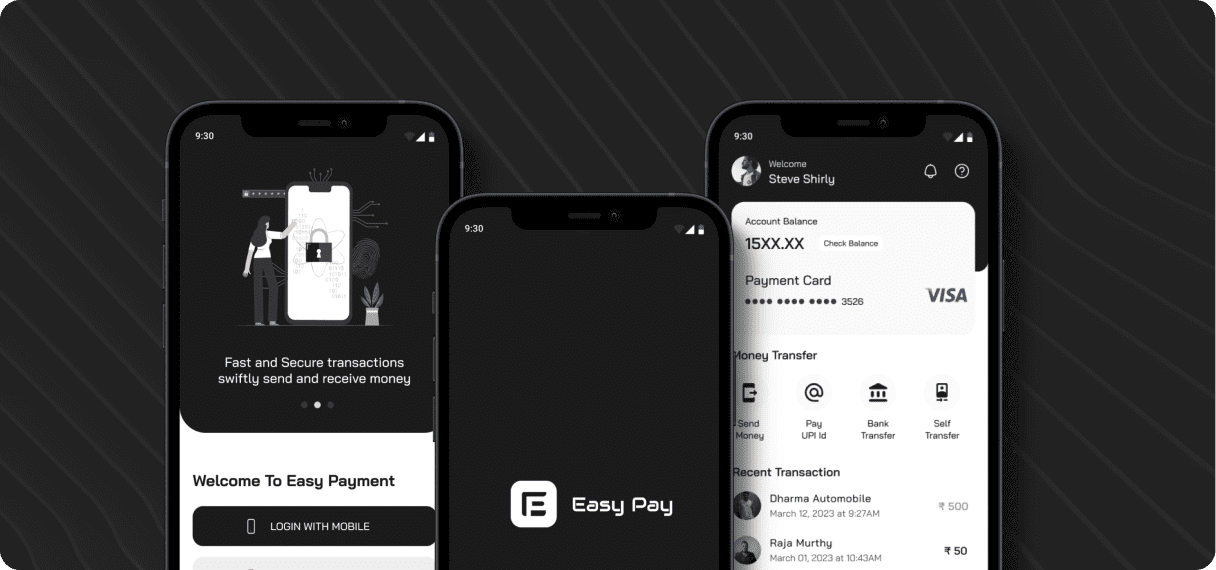 9:30
Fast and Secure transactions
swiftly send and receive money
Welcome To Easy Payment
LOGIN WITH MOBILE
9:30
Easy Pay
9:30
Welcome
Steve Shirly
Account Balance
15XX.XX Check Balance
Payment Card
•••• •••• •••• 3526
VISA
Money Transfer
Send
Money
Pay
UPI Id
Bank
Transfer
Self
Transfer
Recent Transaction
Dharma Automobile
March 12, 2023 at 9:27AM
₹ 500
Raja Murthy
March 01, 2023 at 10:43AM
₹ 50